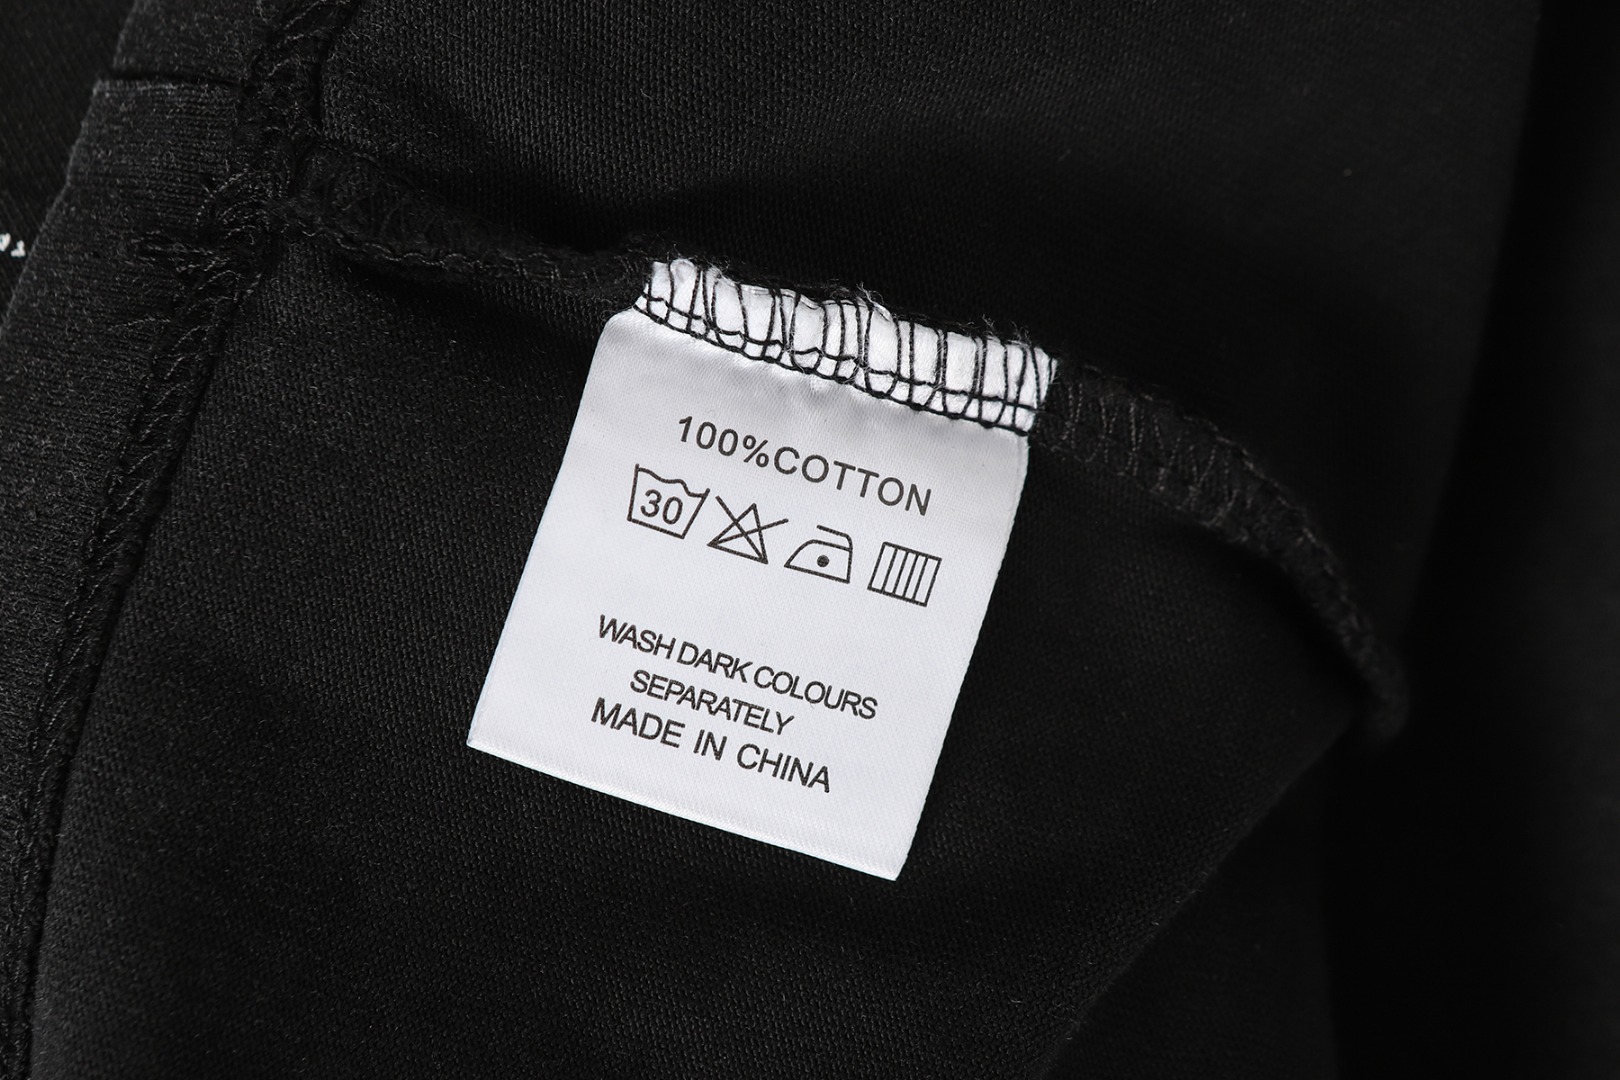 100%COTTON
30
WASH DARK COLOURS
SEPARATELY
MADE IN CHINA